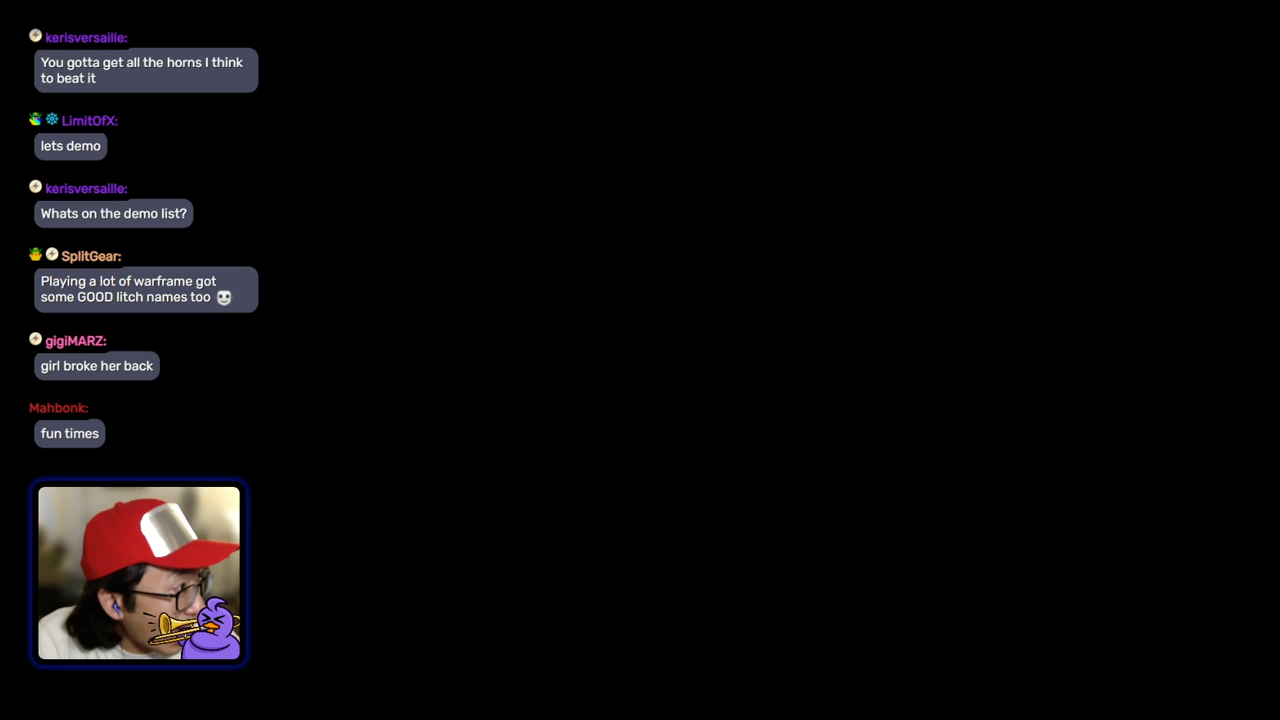 kerisversaille:
You gotta get all the horns I think
to beat it
LimitOfX:
lets demo
kerisversaille:
Whats on the demo list?
SplitGear:
Playing a lot of warframe got
some GOOD litch names too
gigiMARZ:
girl broke her back
Mahbonk:
fun times